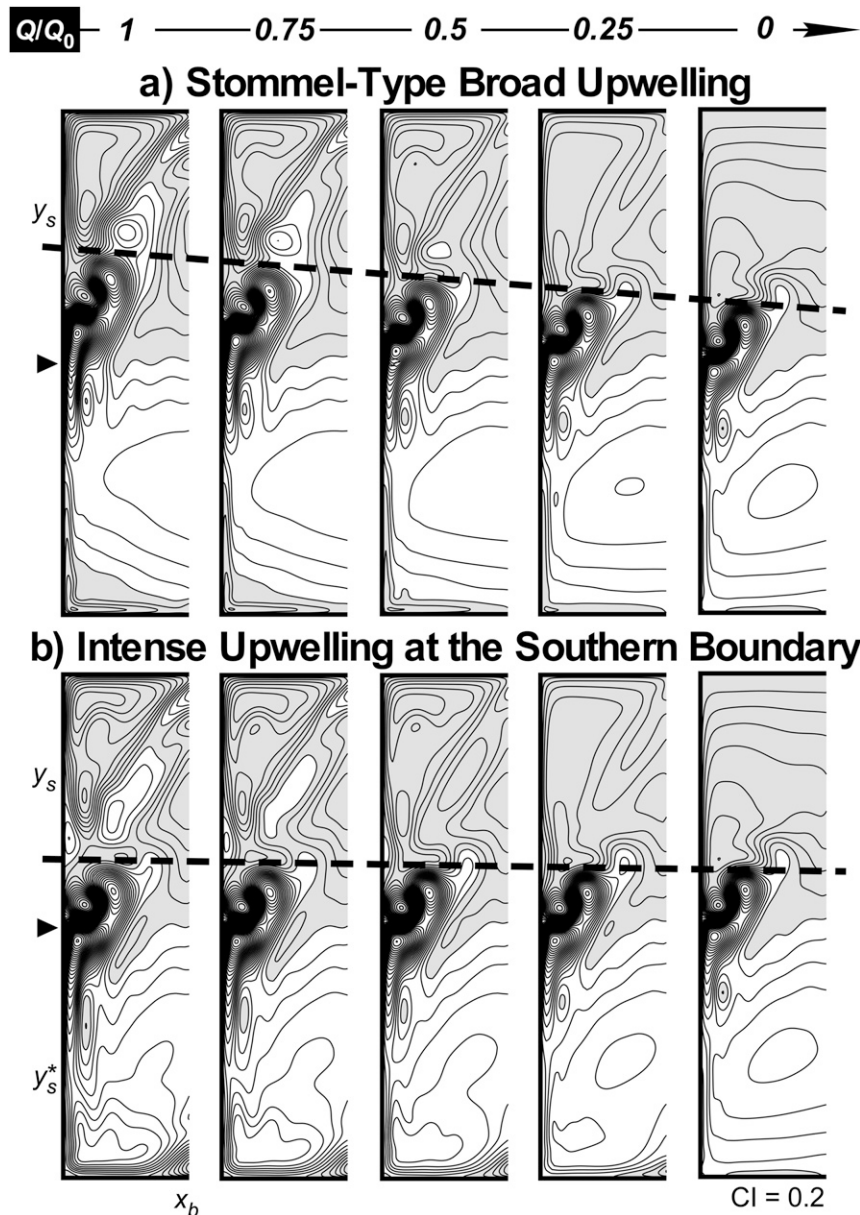 Q/Q0 1 0.75 0.5 0.25 0
a) Stommel-Type Broad Upwelling
ys
b) Intense Upwelling at the Southern Boundary
ys
ys*
xb CI = 0.2